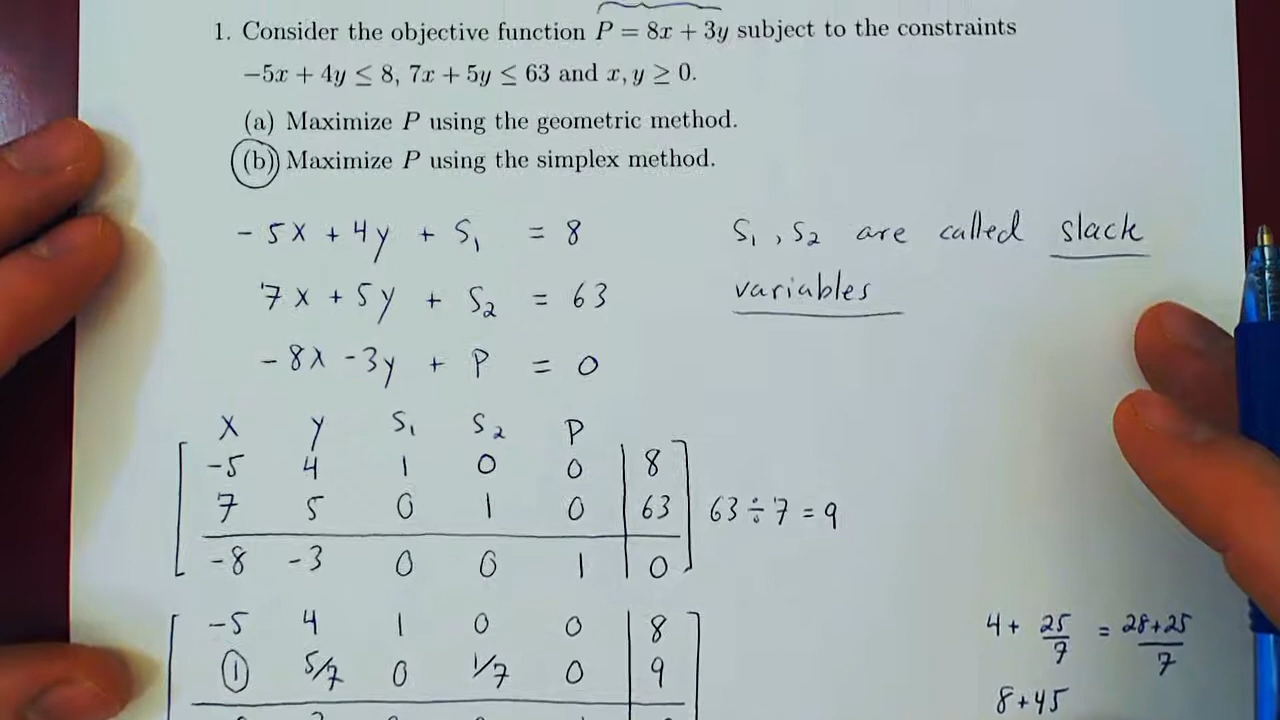 1. Consider the objective function P = 8x + 3y subject to the constraints
−5x + 4y ≤ 8, 7x + 5y ≤ 63 and x, y ≥ 0.
(a) Maximize P using the geometric method.
(b) Maximize P using the simplex method.
-5x + 4y + S₁ = 8
S₁, S₂ are called slack
7x + 5y + S₂ = 63
variables
-8x -3y + P = 0
x y S₁ S₂ P
-5 4 1 0 0 | 8
7 5 0 1 0 | 63
63 ÷ 7 = 9
-8 -3 0 0 1 | 0
-5 4 1 0 0 | 8
4 + 25/7 = 28+25/7
1 5/7 0 1/7 0 | 9
8+45